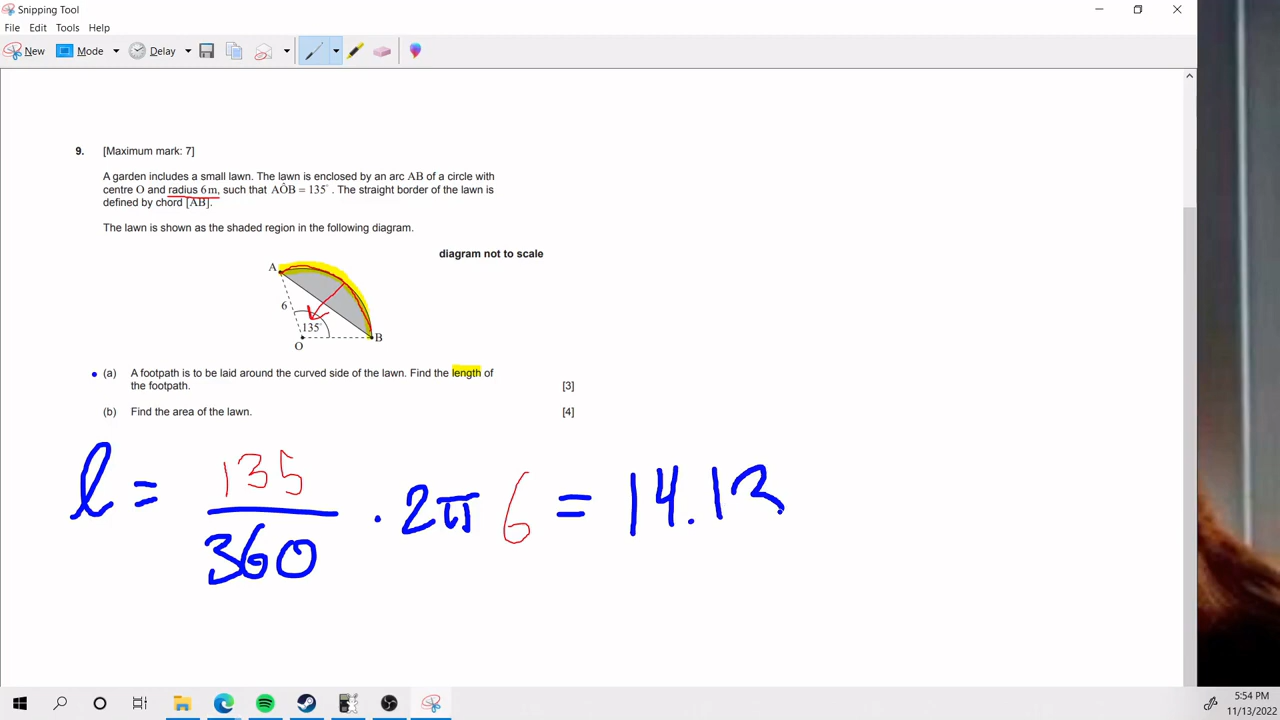 Snipping Tool
File Edit Tools Help
New Mode Delay
9. [Maximum mark: 7]
A garden includes a small lawn. The lawn is enclosed by an arc AB of a circle with
centre O and radius 6 m, such that AÔB = 135°. The straight border of the lawn is
defined by chord [AB].
The lawn is shown as the shaded region in the following diagram.
diagram not to scale
A
6
135°
O
B
(a) A footpath is to be laid around the curved side of the lawn. Find the length of
the footpath. [3]
(b) Find the area of the lawn. [4]
l = 135/360 · 2π 6 = 14.13
5:54 PM
11/13/2022